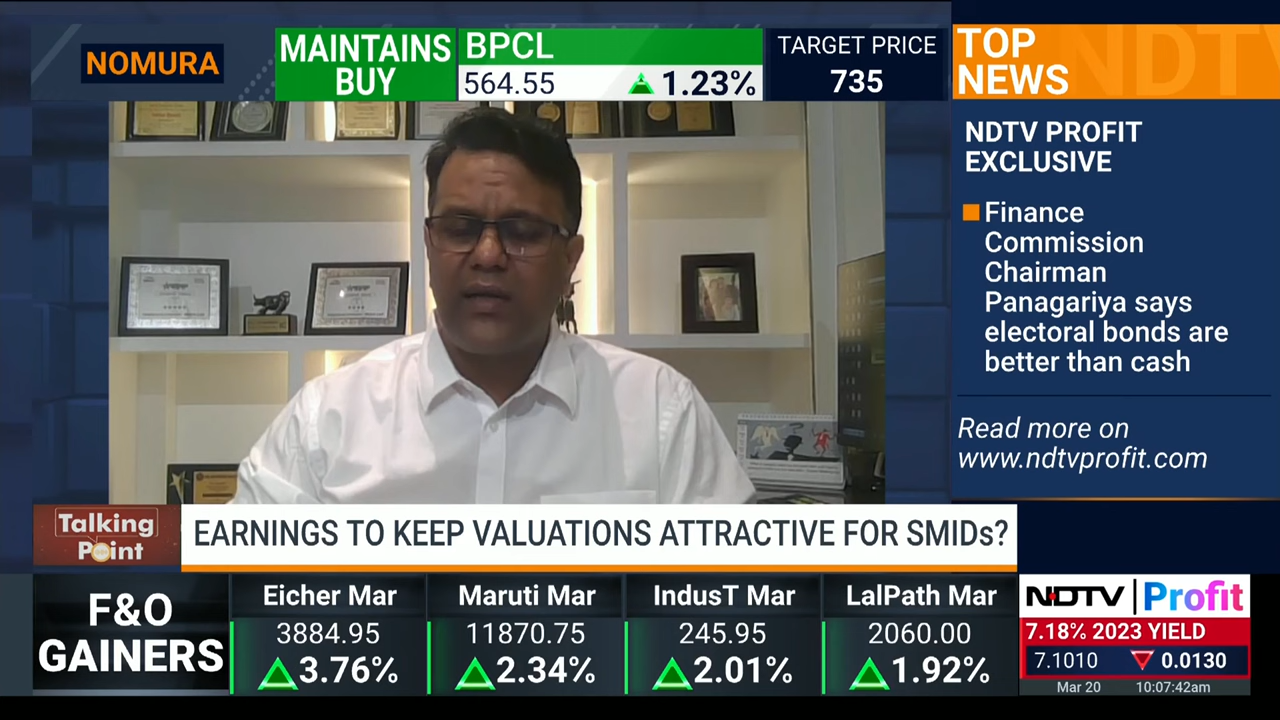 NOMURA
MAINTAINS
BUY
BPCL
564.55
1.23%
TARGET PRICE
735
TOP
NEWS
NDTV PROFIT
EXCLUSIVE
Finance
Commission
Chairman
Panagariya says
electoral bonds are
better than cash
Read more on
www.ndtvprofit.com
Talking
Point
EARNINGS TO KEEP VALUATIONS ATTRACTIVE FOR SMIDs?
F&O
GAINERS
Eicher Mar
3884.95
3.76%
Maruti Mar
11870.75
2.34%
IndusT Mar
245.95
2.01%
LalPath Mar
2060.00
1.92%
NDTV Profit
7.18% 2023 YIELD
7.1010 0.0130
Mar 20 10:07:42am